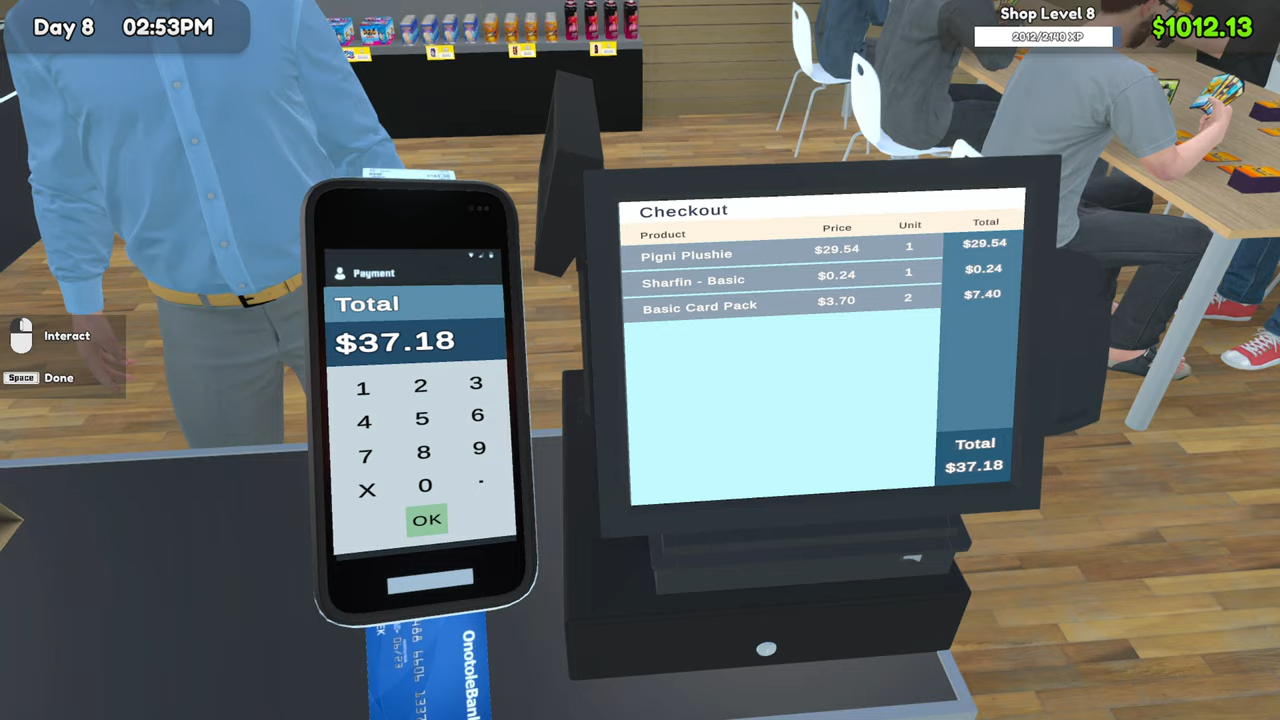 Day 8 02:53PM
Shop Level 8
2012/2140 XP
$1012.13
Interact
Space Done
Payment
Total
$37.18
1 2 3
4 5 6
7 8 9
X 0 .
OK
Checkout
Product Price Unit Total
Pigni Plushie $29.54 1 $29.54
Sharfin - Basic $0.24 1 $0.24
Basic Card Pack $3.70 2 $7.40
Total
$37.18
OnotoleBank